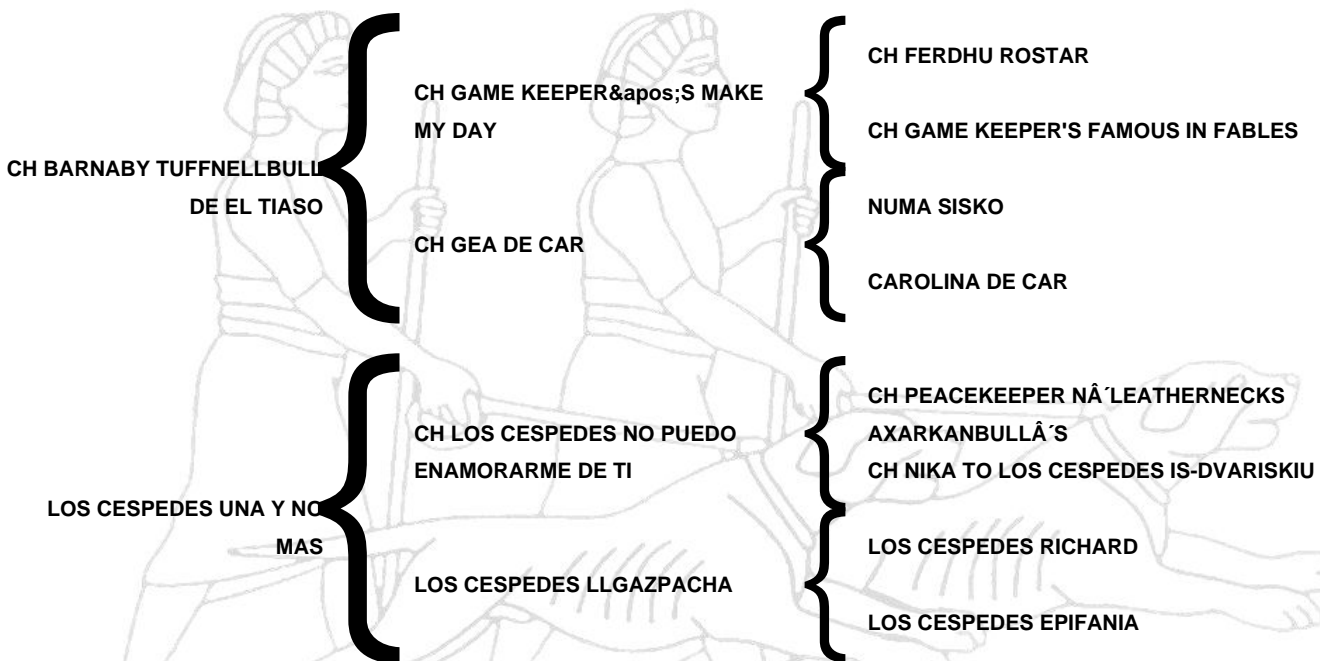 CH FERDHU ROSTAR
CH GAME KEEPER&apos;S MAKE
MY DAY
CH GAME KEEPER'S FAMOUS IN FABLES
CH BARNABY TUFFNELLBULL
DE EL TIASO
NUMA SISKO
CH GEA DE CAR
CAROLINA DE CAR
CH PEACEKEEPER NÂ´LEATHERNECKS
AXARKANBULLÂ´S
CH LOS CESPEDES NO PUEDO
ENAMORARME DE TI
CH NIKA TO LOS CESPEDES IS-DVARISKIU
LOS CESPEDES UNA Y NO
MAS
LOS CESPEDES RICHARD
LOS CESPEDES LLGAZPACHA
LOS CESPEDES EPIFANIA